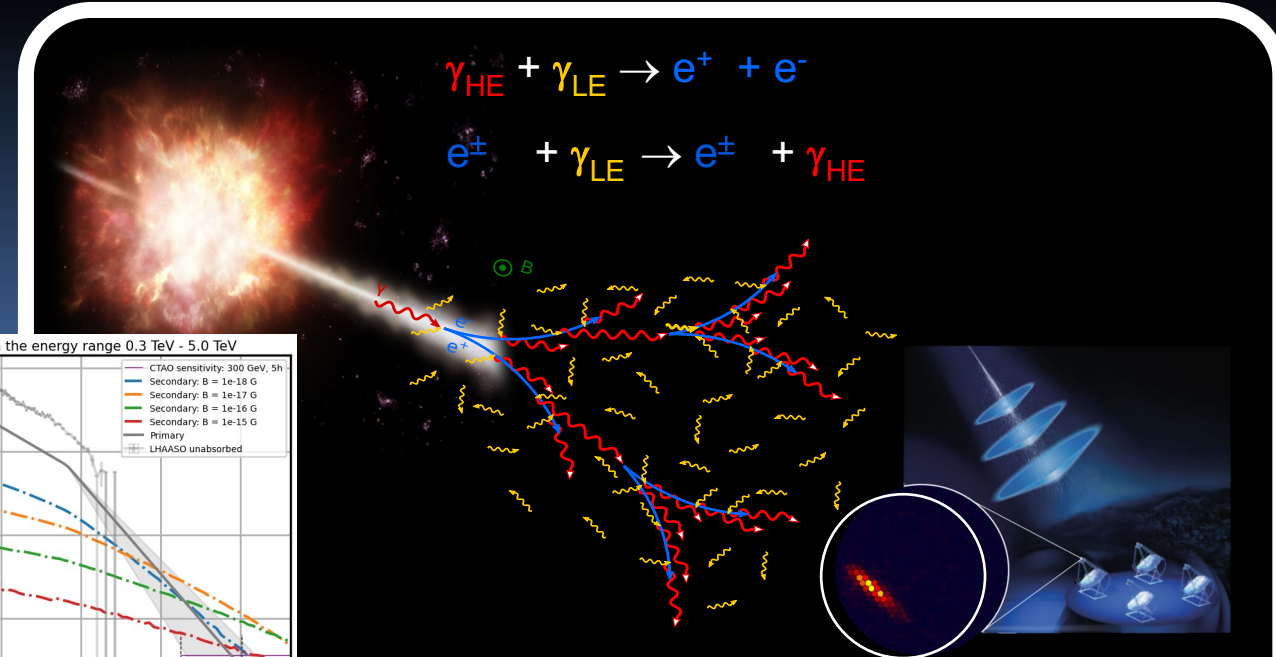 γHE + γLE → e+ + e-
e± + γLE → e± + γHE
B
γ
e-
e+
the energy range 0.3 TeV - 5.0 TeV
CTAO sensitivity: 300 GeV, 5h
Secondary: B = 1e-18 G
Secondary: B = 1e-17 G
Secondary: B = 1e-16 G
Secondary: B = 1e-15 G
Primary
LHAASO unabsorbed